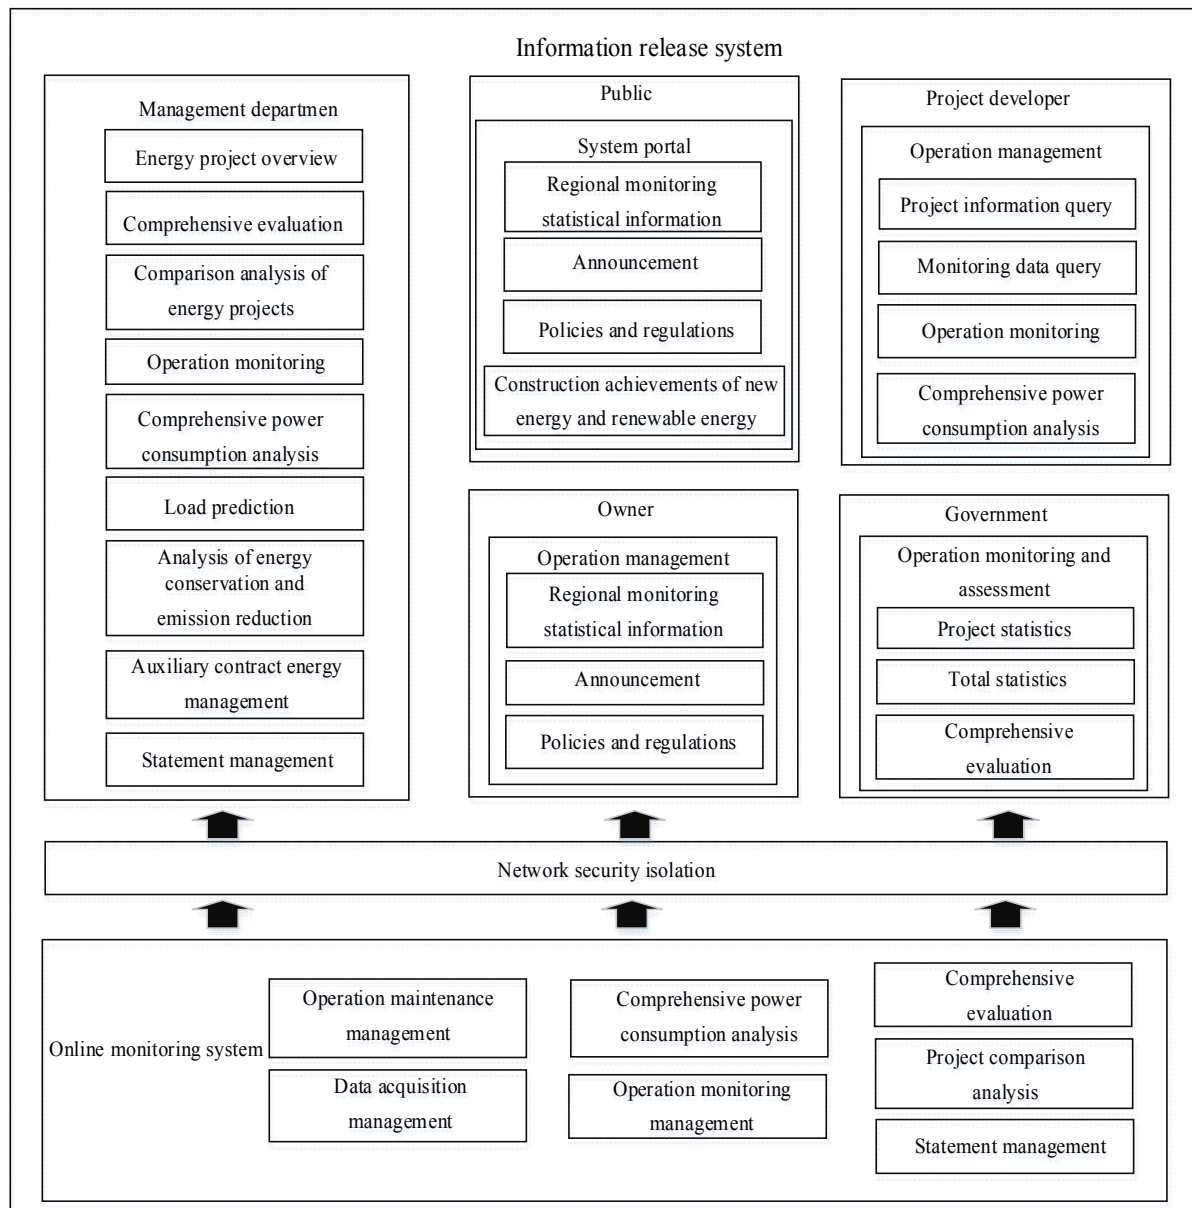 Information release system
Management departmen
Energy project overview
Comprehensive evaluation
Comparison analysis of
energy projects
Operation monitoring
Comprehensive power
consumption analysis
Load prediction
Analysis of energy
conservation and
emission reduction
Auxiliary contract energy
management
Statement management
Public
System portal
Regional monitoring
statistical information
Announcement
Policies and regulations
Construction achievements of new
energy and renewable energy
Project developer
Operation management
Project information query
Monitoring data query
Operation monitoring
Comprehensive power
consumption analysis
Owner
Operation management
Regional monitoring
statistical information
Announcement
Policies and regulations
Government
Operation monitoring and
assessment
Project statistics
Total statistics
Comprehensive
evaluation
Network security isolation
Online monitoring system
Operation maintenance
management
Data acquisition
management
Comprehensive power
consumption analysis
Operation monitoring
management
Comprehensive
evaluation
Project comparison
analysis
Statement management